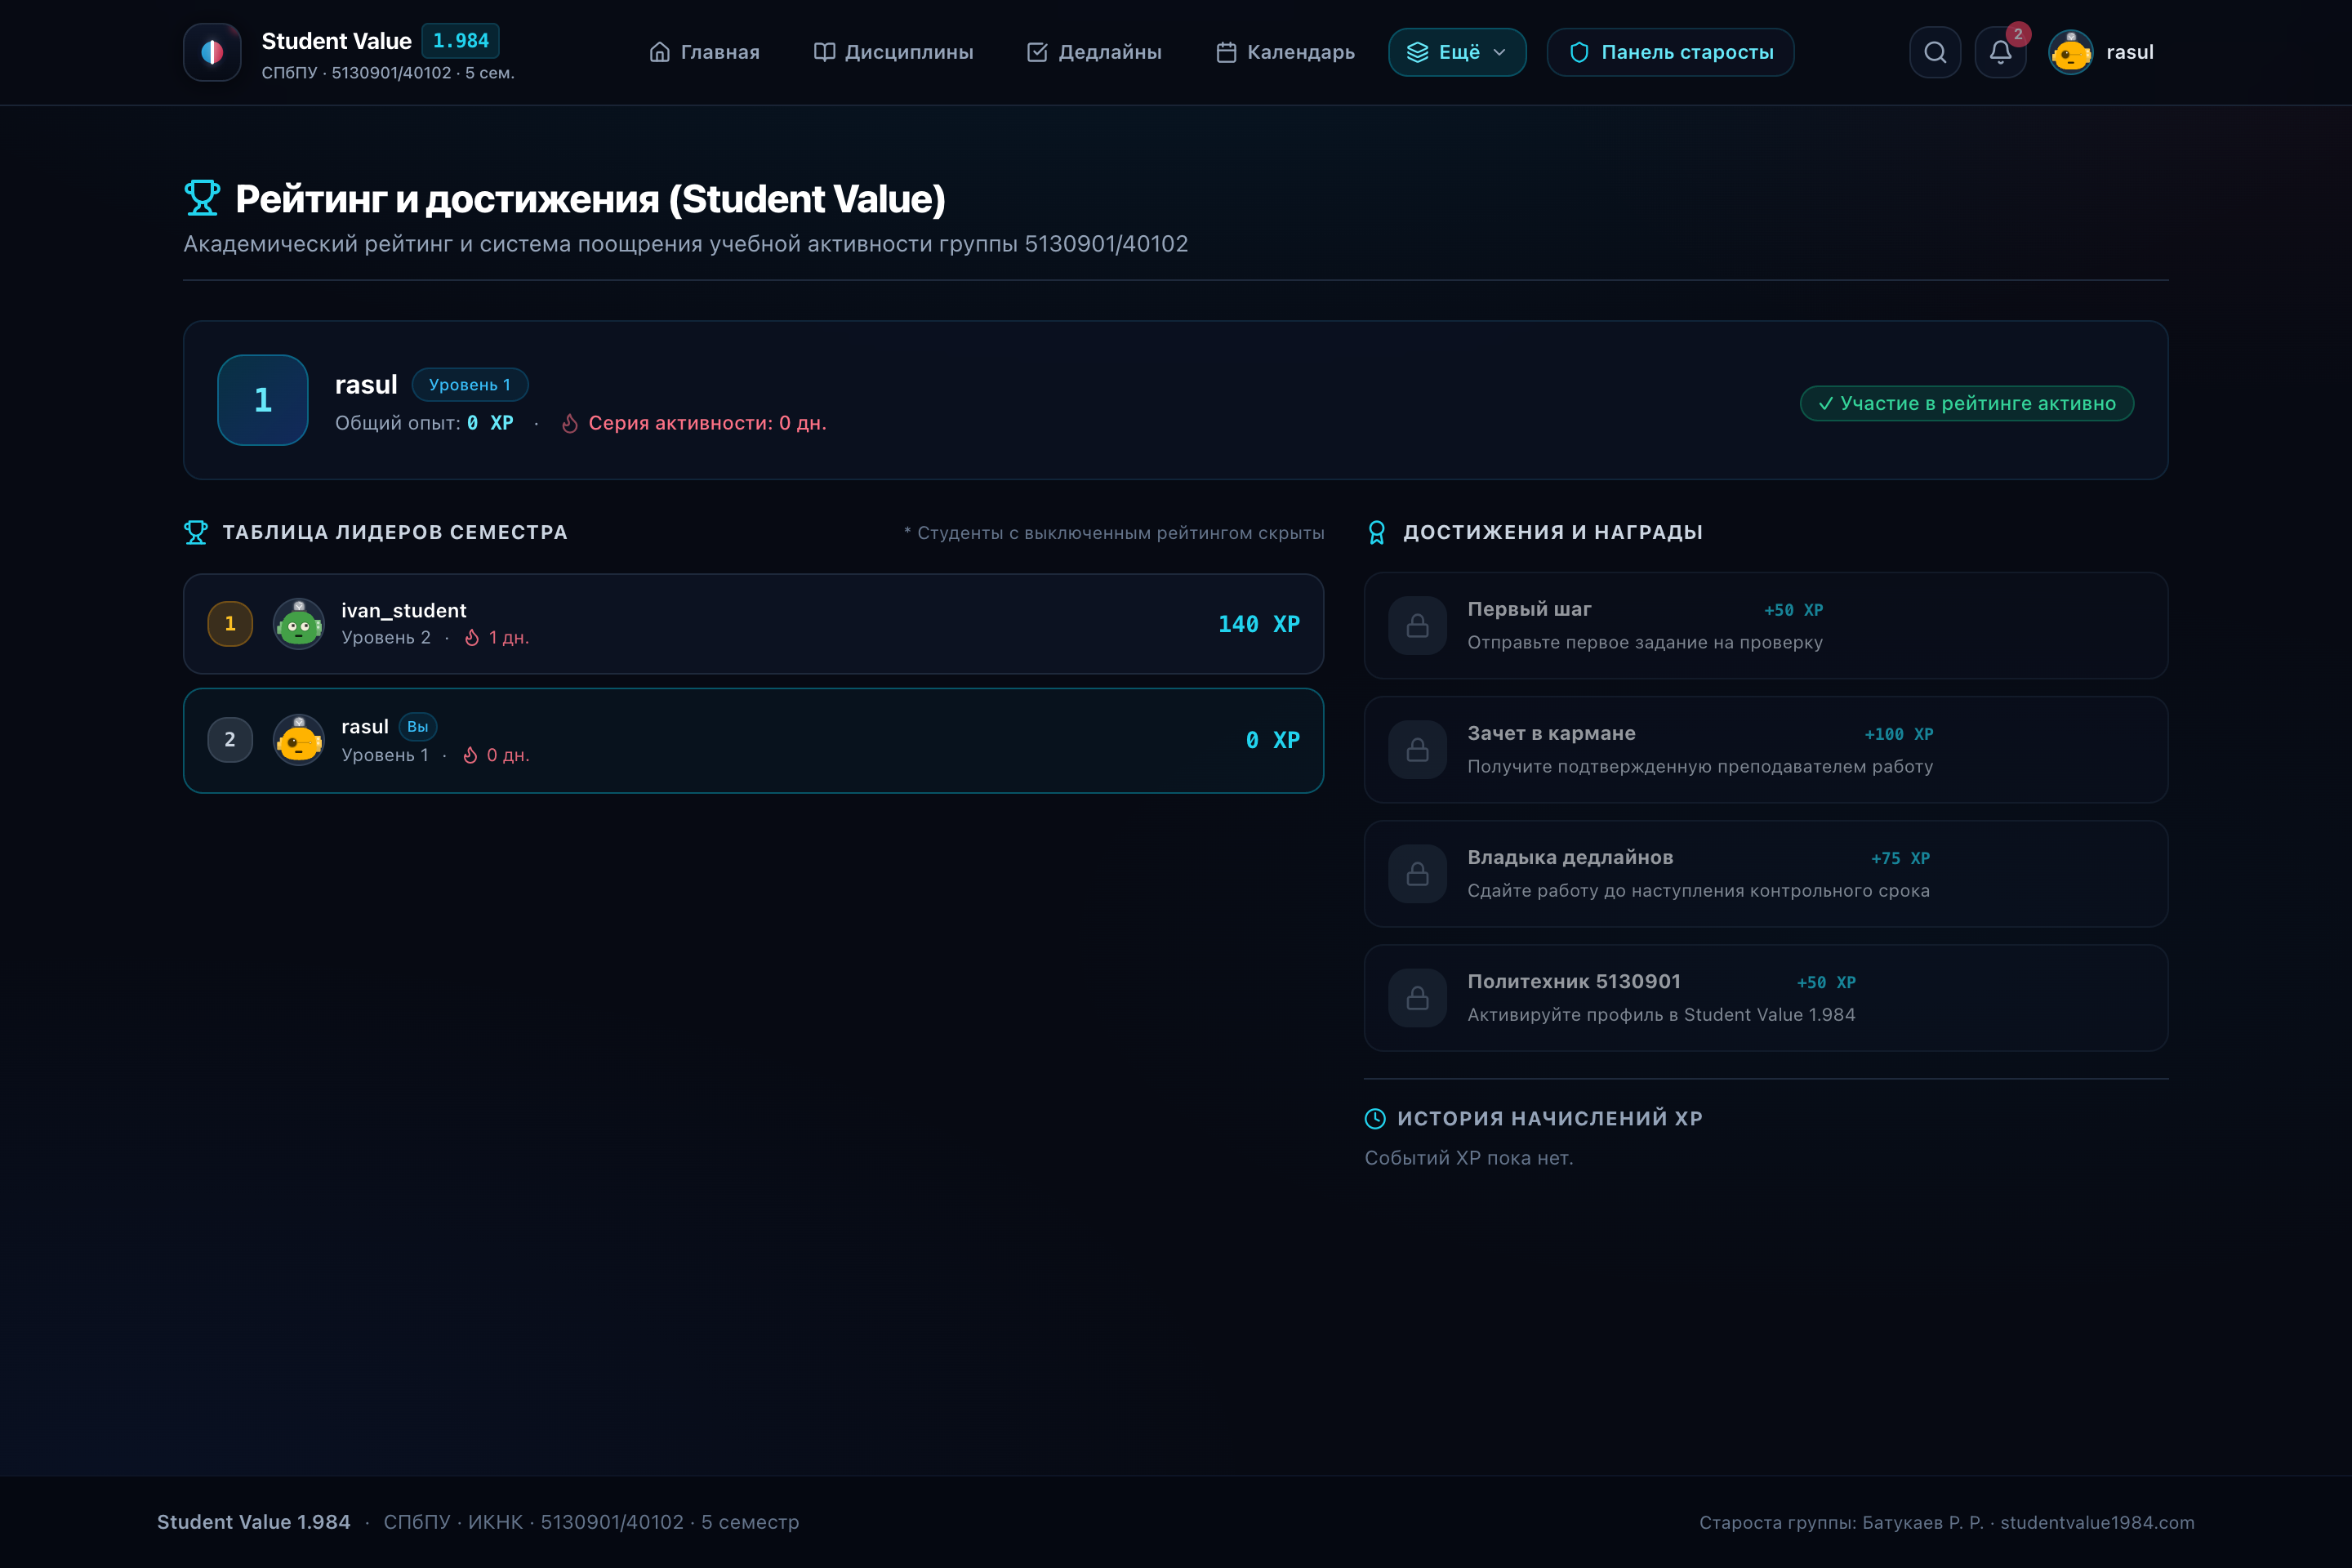 Student Value 1.984
СПбПУ · 5130901/40102 · 5 сем.
Главная
Дисциплины
Дедлайны
Календарь
Ещё
Панель старосты
2
rasul
Рейтинг и достижения (Student Value)
Академический рейтинг и система поощрения учебной активности группы 5130901/40102
1
rasul Уровень 1
Общий опыт: 0 XP · Серия активности: 0 дн.
✓ Участие в рейтинге активно
ТАБЛИЦА ЛИДЕРОВ СЕМЕСТРА
* Студенты с выключенным рейтингом скрыты
1
ivan_student
Уровень 2 · 1 дн.
140 XP
2
rasul Вы
Уровень 1 · 0 дн.
0 XP
ДОСТИЖЕНИЯ И НАГРАДЫ
Первый шаг +50 XP
Отправьте первое задание на проверку
Зачет в кармане +100 XP
Получите подтвержденную преподавателем работу
Владыка дедлайнов +75 XP
Сдайте работу до наступления контрольного срока
Политехник 5130901 +50 XP
Активируйте профиль в Student Value 1.984
ИСТОРИЯ НАЧИСЛЕНИЙ XP
Событий XP пока нет.
Student Value 1.984 · СПбПУ · ИКНК · 5130901/40102 · 5 семестр
Староста группы: Батукаев Р. Р. · studentvalue1984.com